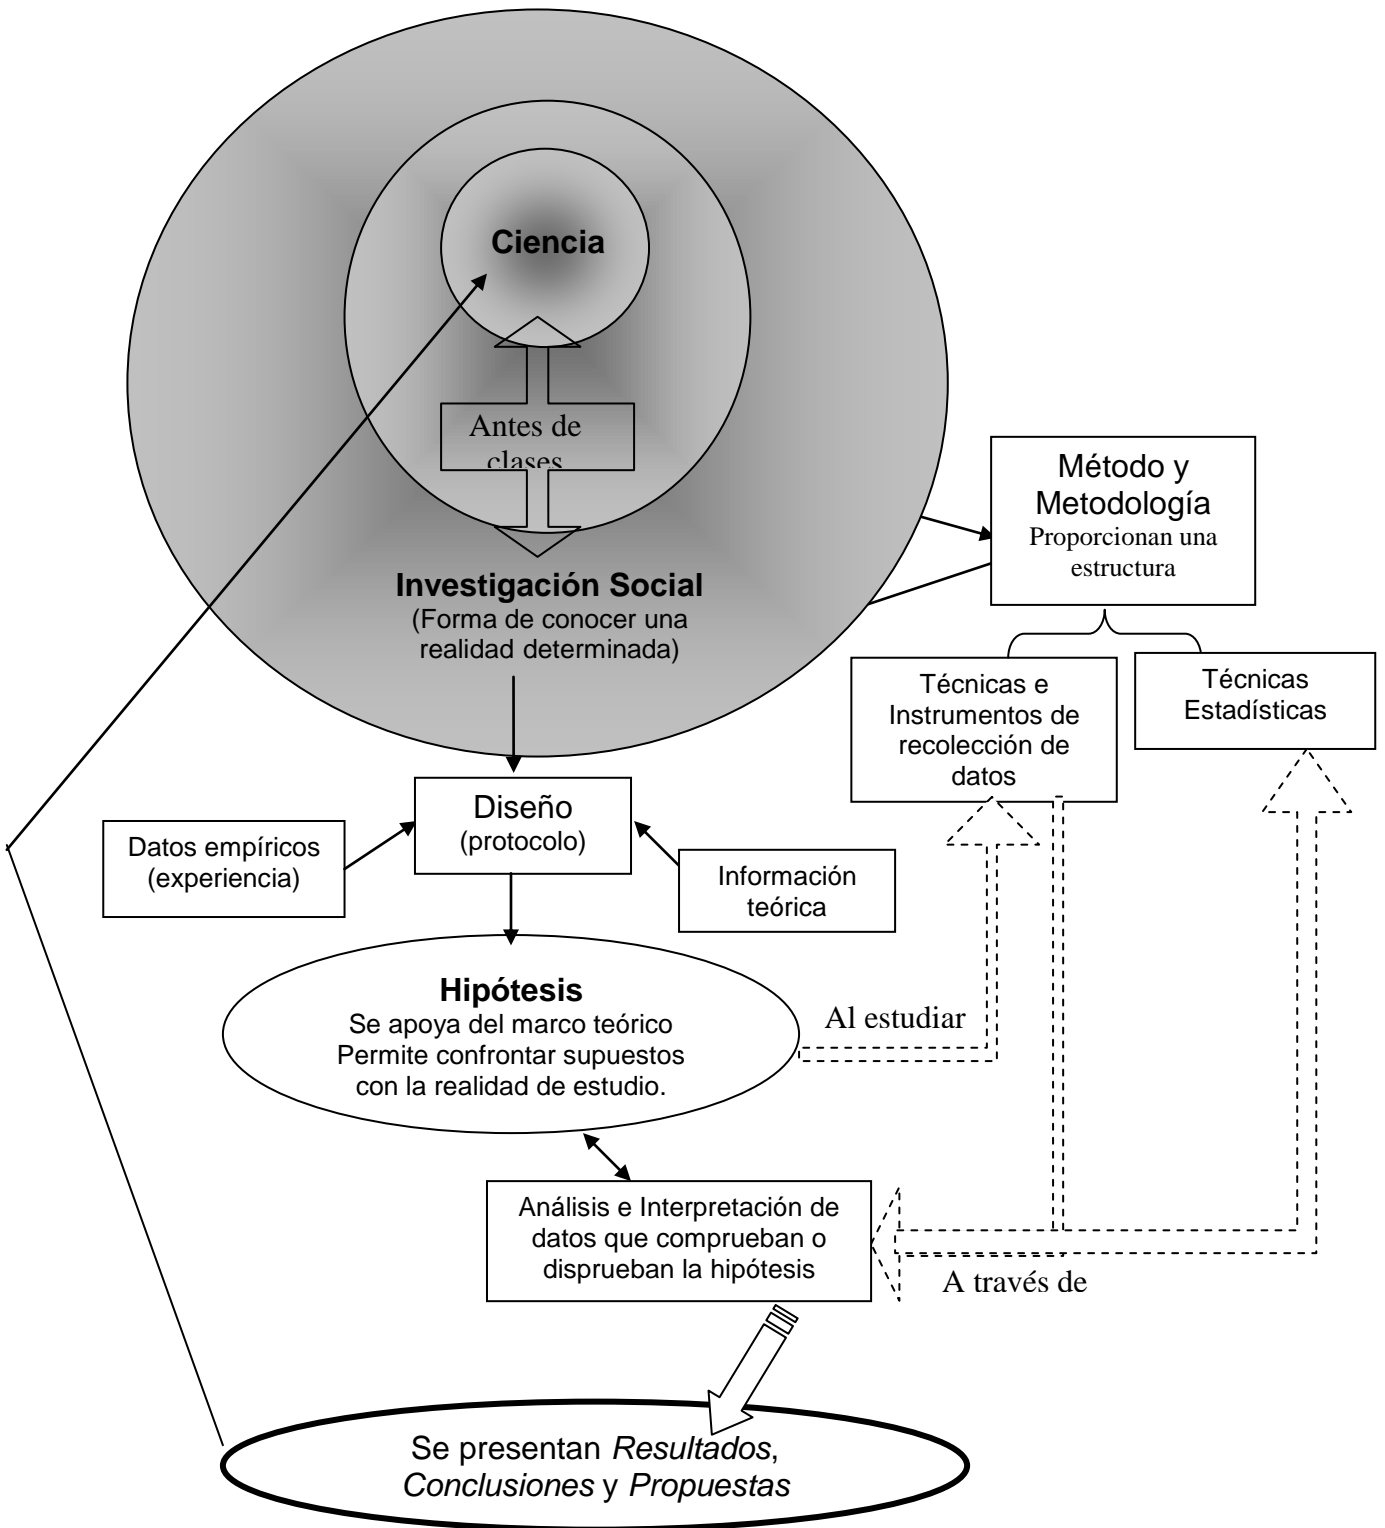 Ciencia
Antes de
clases
Investigación Social
(Forma de conocer una
realidad determinada)
Método y
Metodología
Proporcionan una
estructura
Técnicas e
Instrumentos de
recolección de
datos
Técnicas
Estadísticas
Diseño
(protocolo)
Datos empíricos
(experiencia)
Información
teórica
Hipótesis
Se apoya del marco teórico
Permite confrontar supuestos
con la realidad de estudio.
Al estudiar
Análisis e Interpretación de
datos que comprueban o
disprueban la hipótesis
A través de
Se presentan Resultados,
Conclusiones y Propuestas